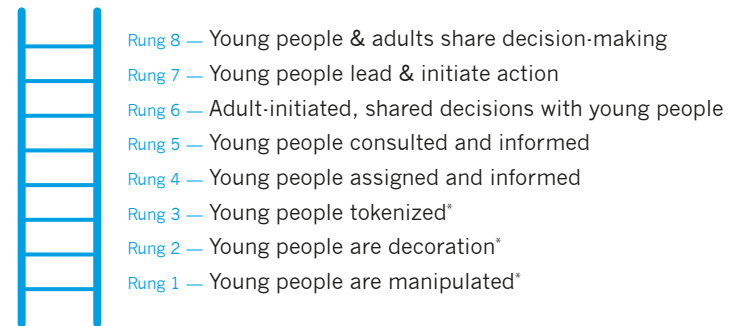 Rung 8 — Young people & adults share decision-making
Rung 7 — Young people lead & initiate action
Rung 6 — Adult-initiated, shared decisions with young people
Rung 5 — Young people consulted and informed
Rung 4 — Young people assigned and informed
Rung 3 — Young people tokenized*
Rung 2 — Young people are decoration*
Rung 1 — Young people are manipulated*